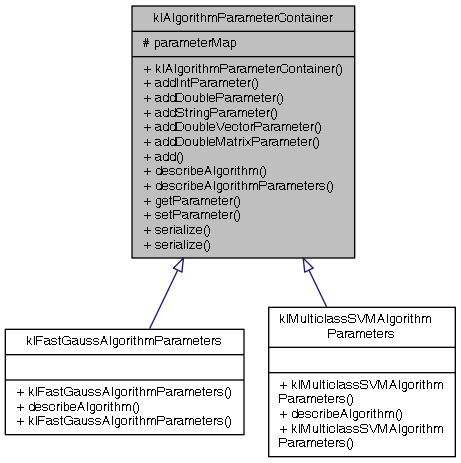 klAlgorithmParameterContainer
# parameterMap
+ klAlgorithmParameterContainer()
+ addIntParameter()
+ addDoubleParameter()
+ addStringParameter()
+ addDoubleVectorParameter()
+ addDoubleMatrixParameter()
+ add()
+ describeAlgorithm()
+ describeAlgorithmParameters()
+ getParameter()
+ setParameter()
+ serialize()
+ serialize()
klFastGaussAlgorithmParameters
+ klFastGaussAlgorithmParameters()
+ describeAlgorithm()
+ klFastGaussAlgorithmParameters()
klMulticlassSVMAlgorithm
Parameters
+ klMulticlassSVMAlgorithm
Parameters()
+ describeAlgorithm()
+ klMulticlassSVMAlgorithm
Parameters()